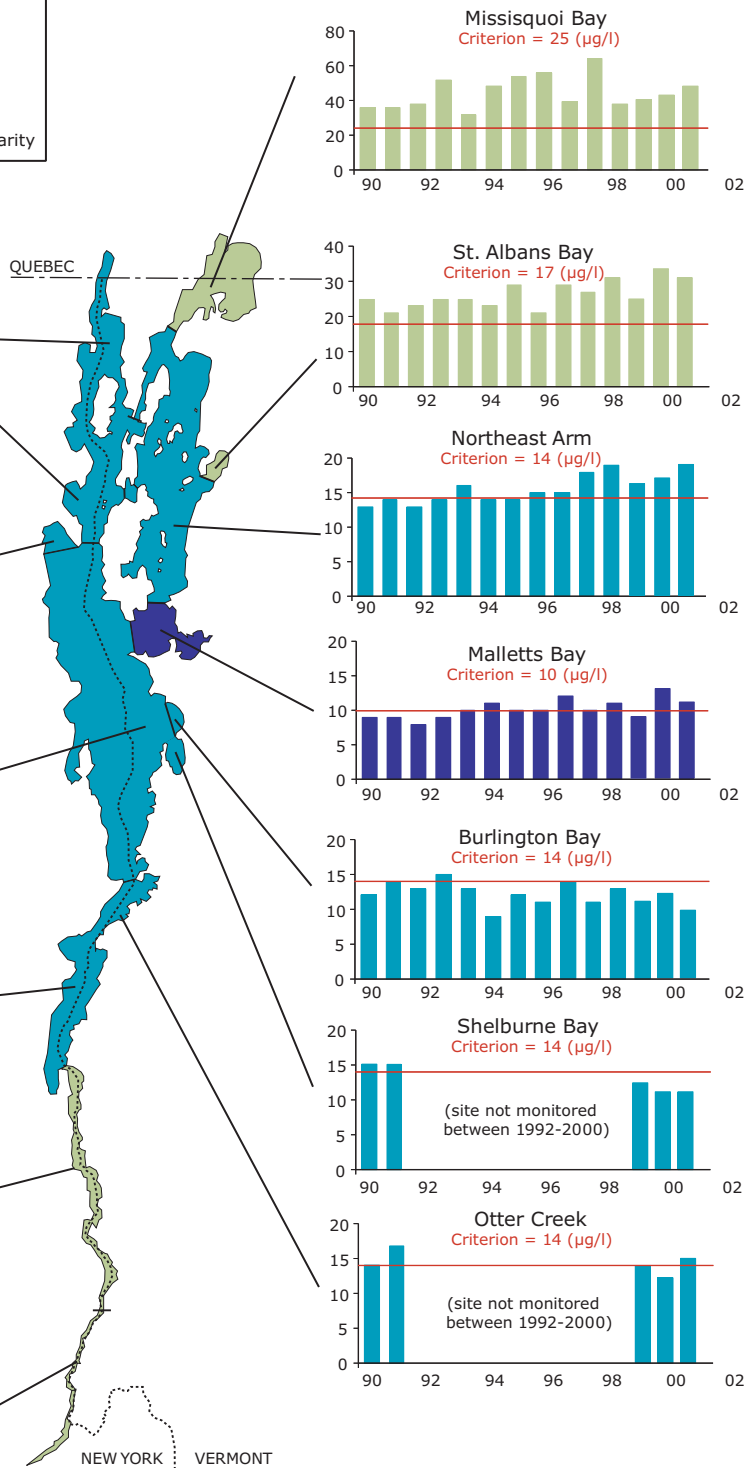 arity
QUEBEC
NEW YORK VERMONT
Missisquoi Bay
Criterion = 25 (µg/l)
80
60
40
20
0
90 92 94 96 98 00 02
St. Albans Bay
Criterion = 17 (µg/l)
40
30
20
10
0
90 92 94 96 98 00 02
Northeast Arm
Criterion = 14 (µg/l)
20
15
10
5
0
90 92 94 96 98 00 02
Malletts Bay
Criterion = 10 (µg/l)
20
15
10
5
0
90 92 94 96 98 00 02
Burlington Bay
Criterion = 14 (µg/l)
20
15
10
5
0
90 92 94 96 98 00 02
Shelburne Bay
Criterion = 14 (µg/l)
20
15
10
5
0
(site not monitored
between 1992-2000)
90 92 94 96 98 00 02
Otter Creek
Criterion = 14 (µg/l)
20
15
10
5
0
(site not monitored
between 1992-2000)
90 92 94 96 98 00 02